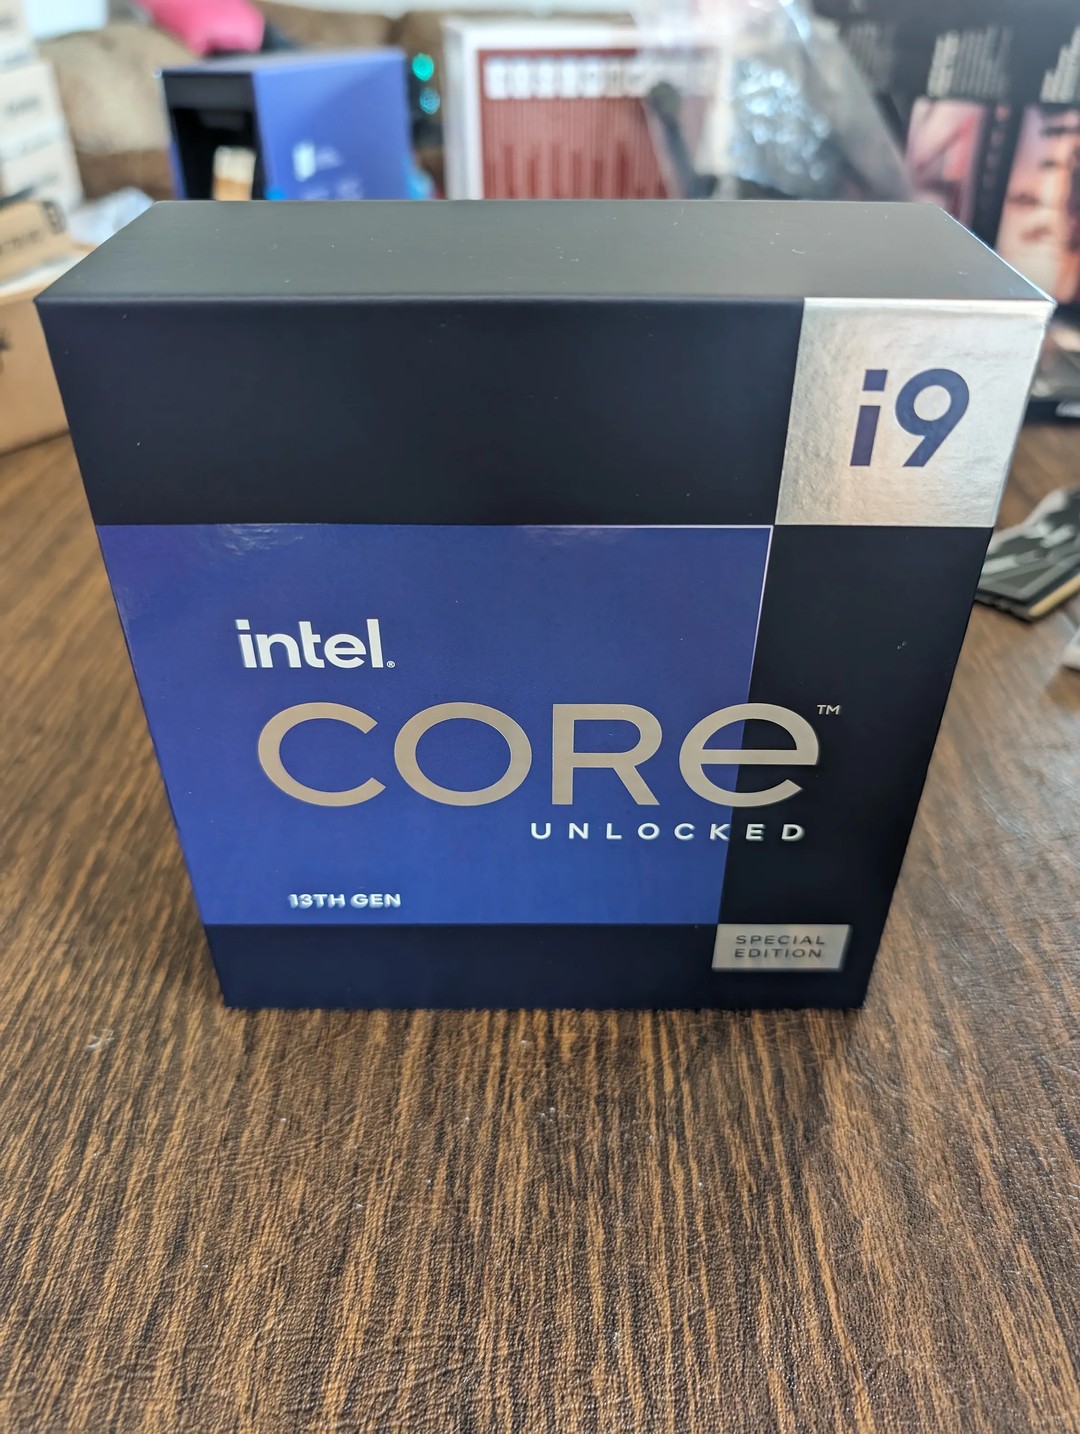 i9
intel®
CORE™
UNLOCKED
13TH GEN
SPECIAL
EDITION